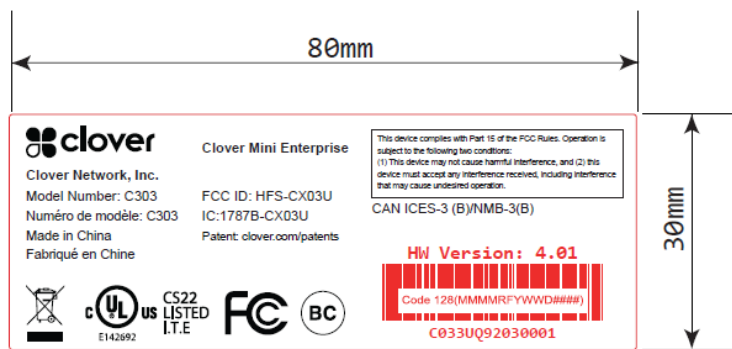 80mm
clover
Clover Network, Inc.
Model Number: C303
Numéro de modèle: C303
Made in China
Fabriqué en Chine
Clover Mini Enterprise
FCC ID: HFS-CX03U
IC:1787B-CX03U
Patent: clover.com/patents
This device complies with Part 15 of the FCC Rules. Operation is
subject to the following two conditions:
(1) This device may not cause harmful interference, and (2) this
device must accept any interference received, including interference
that may cause undesired operation.
CAN ICES-3 (B)/NMB-3(B)
30mm
HW Version: 4.01
Code 128(MMMMRFYWWD####)
C033UQ92030001
C UL US
E142692
CS22
LISTED
I.T.E
FC
BC